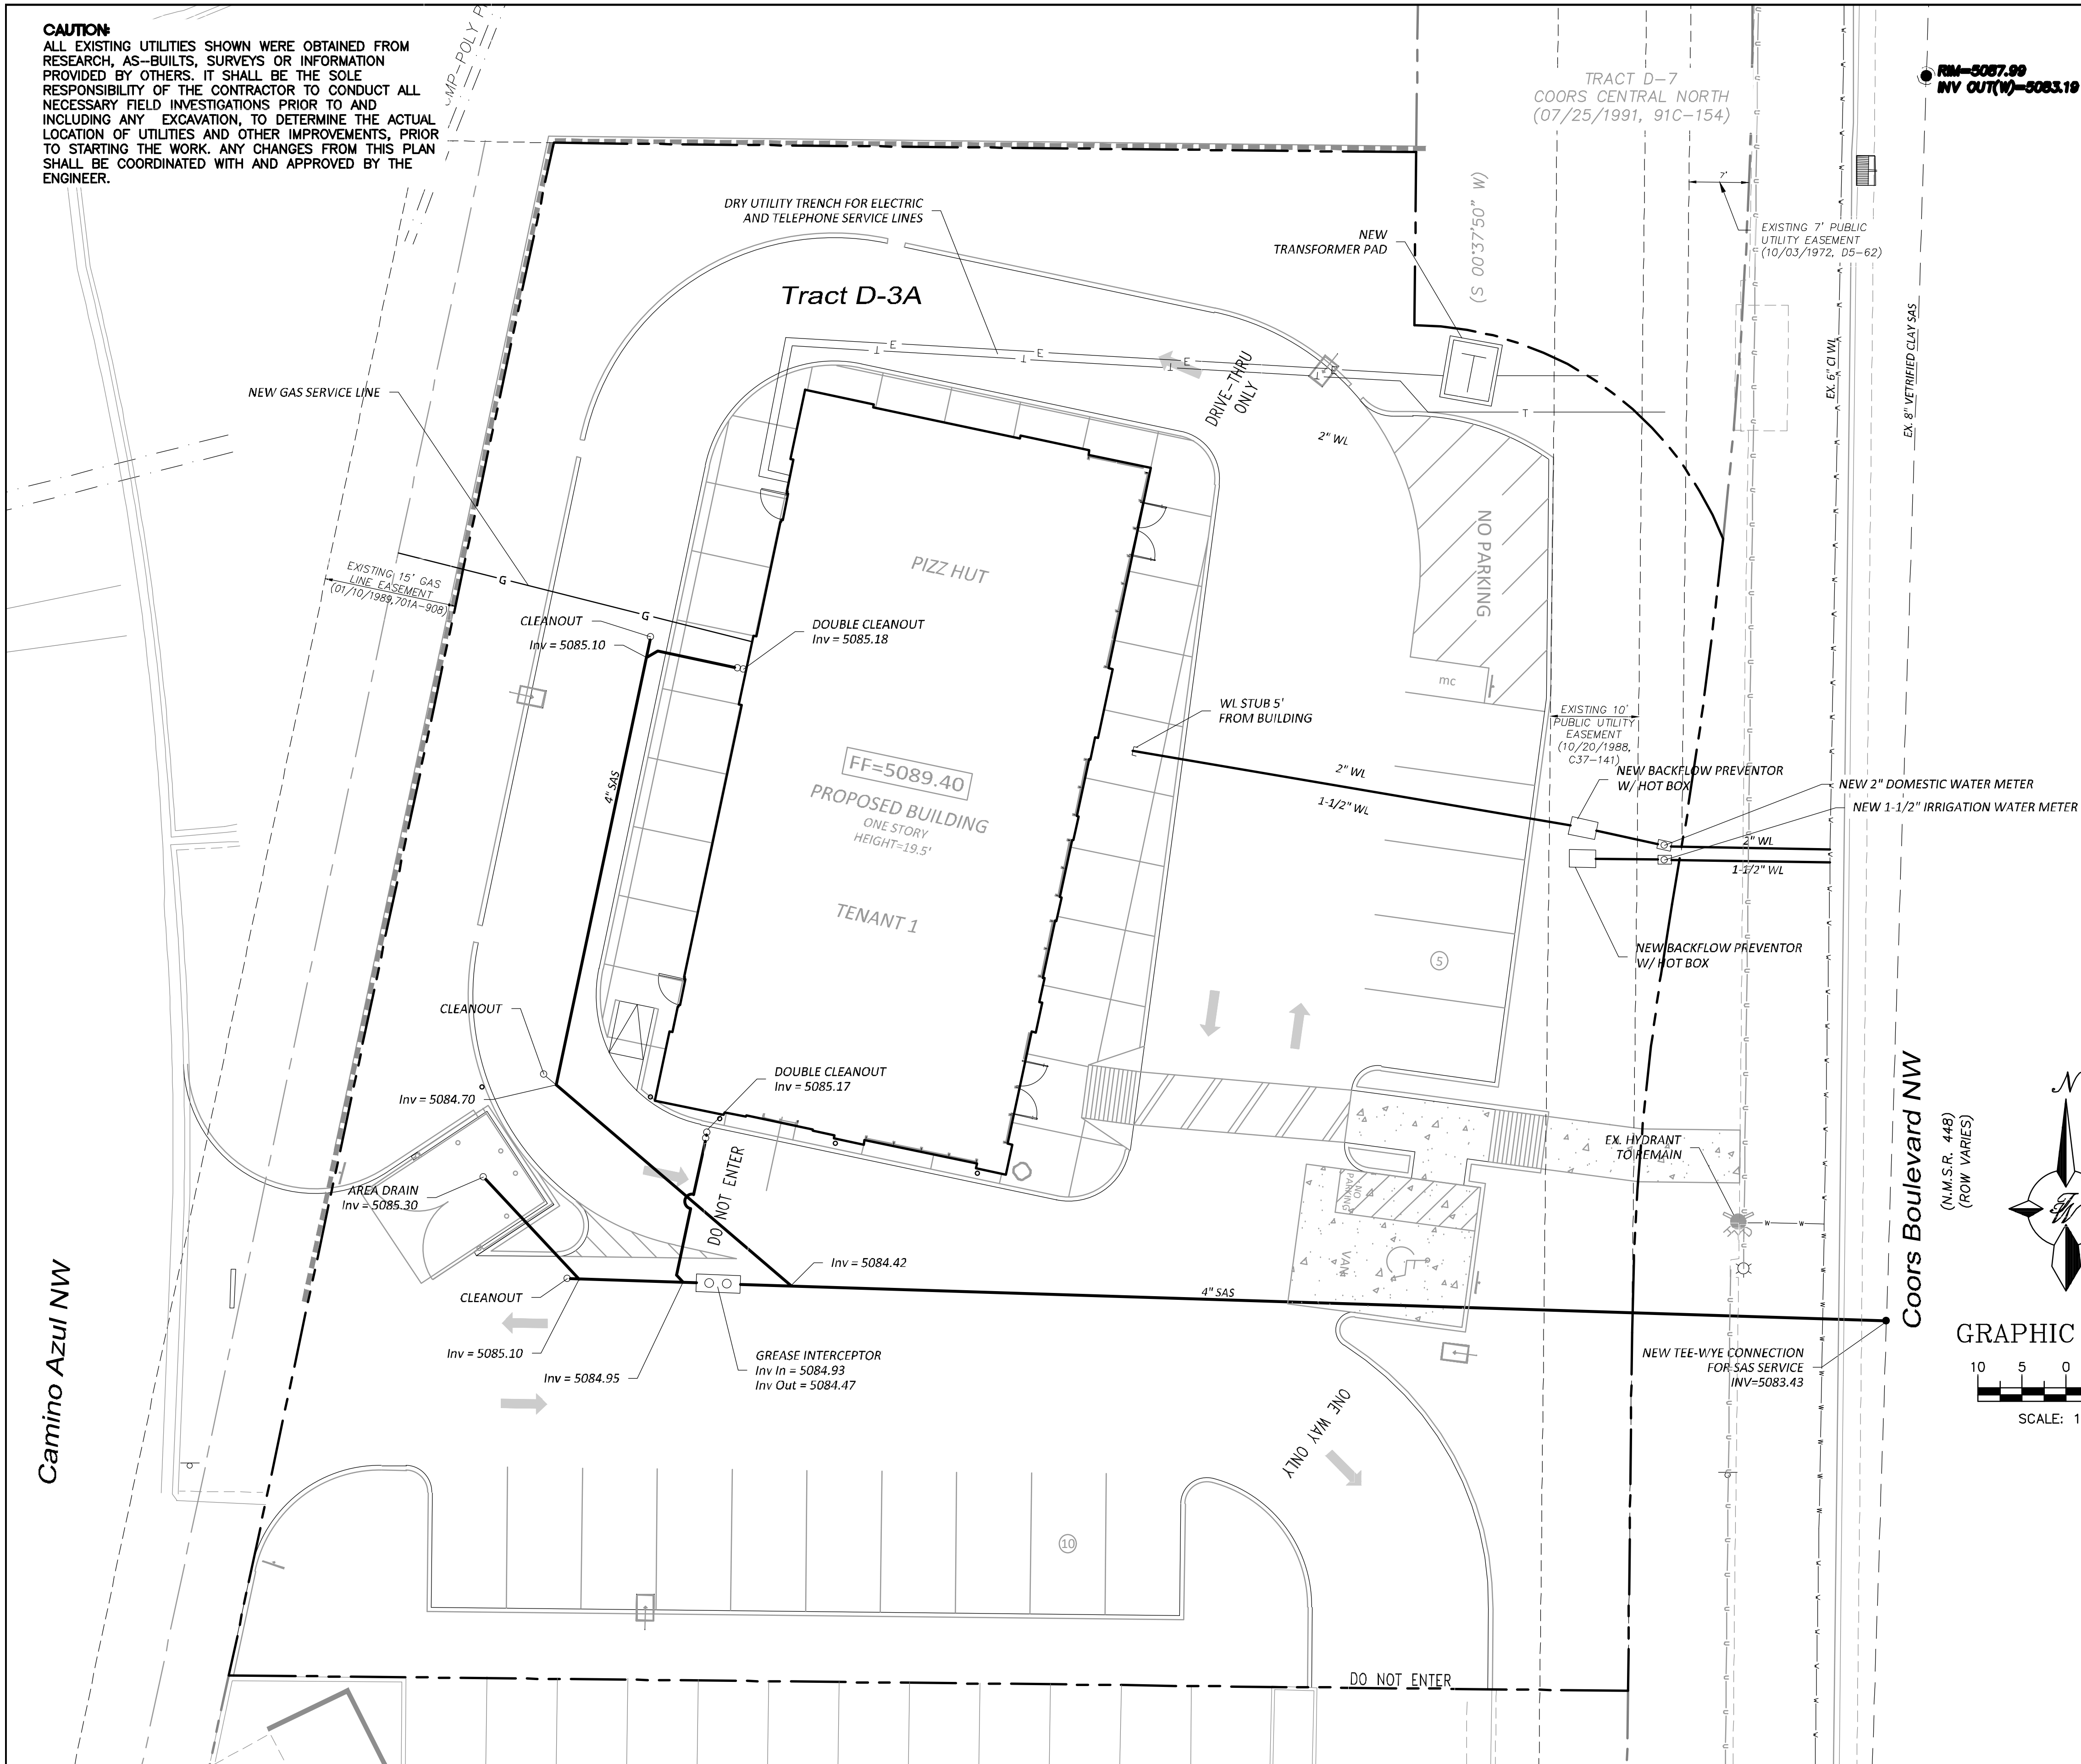 CAUTION:
ALL EXISTING UTILITIES SHOWN WERE OBTAINED FROM
RESEARCH, AS--BUILTS, SURVEYS OR INFORMATION
PROVIDED BY OTHERS. IT SHALL BE THE SOLE
RESPONSIBILITY OF THE CONTRACTOR TO CONDUCT ALL
NECESSARY FIELD INVESTIGATIONS PRIOR TO AND
INCLUDING ANY EXCAVATION, TO DETERMINE THE ACTUAL
LOCATION OF UTILITIES AND OTHER IMPROVEMENTS, PRIOR
TO STARTING THE WORK. ANY CHANGES FROM THIS PLAN
SHALL BE COORDINATED WITH AND APPROVED BY THE
ENGINEER.
TRACT D-7
COORS CENTRAL NORTH
(07/25/1991, 91C-154)
RIM=5087.99
INV OUT(W)=5083.19
7'
EXISTING 7' PUBLIC
UTILITY EASEMENT
(10/03/1972, D5-62)
(S 00°37'50" W)
DRY UTILITY TRENCH FOR ELECTRIC
AND TELEPHONE SERVICE LINES
NEW
TRANSFORMER PAD
Tract D-3A
EX. 6" CI WL
EX. 8" VETRIFIED CLAY SAS
E
T
E
T
E
T
T
E
T
DRIVE-THRU
ONLY
2" WL
NEW GAS SERVICE LINE
NO PARKING
PIZZ HUT
EXISTING 15' GAS
LINE EASEMENT
(01/10/1989,701A-908)
G
G
CLEANOUT
Inv = 5085.10
DOUBLE CLEANOUT
Inv = 5085.18
mc
WL STUB 5'
FROM BUILDING
EXISTING 10'
PUBLIC UTILITY
EASEMENT
(10/20/1988,
C37-141)
NEW BACKFLOW PREVENTOR
W/ HOT BOX
NEW 2" DOMESTIC WATER METER
NEW 1-1/2" IRRIGATION WATER METER
2" WL
1-1/2" WL
2" WL
1-1/2" WL
4" SAS
FF=5089.40
PROPOSED BUILDING
ONE STORY
HEIGHT=19.5'
TENANT 1
NEW BACKFLOW PREVENTOR
W/ HOT BOX
5
CLEANOUT
DOUBLE CLEANOUT
Inv = 5085.17
Inv = 5084.70
Coors Boulevard NW
(N.M.S.R. 448)
(ROW VARIES)
N
EX. HYDRANT
TO REMAIN
w
w
DO NOT ENTER
NO
PARKING
VAN
AREA DRAIN
Inv = 5085.30
Inv = 5084.42
CLEANOUT
4" SAS
Camino Azul NW
Inv = 5085.10
Inv = 5084.95
GREASE INTERCEPTOR
Inv In = 5084.93
Inv Out = 5084.47
NEW TEE-WYE CONNECTION
FOR SAS SERVICE
INV=5083.43
GRAPHIC
10 5 0
SCALE: 1
ONE WAY ONLY
10
DO NOT ENTER